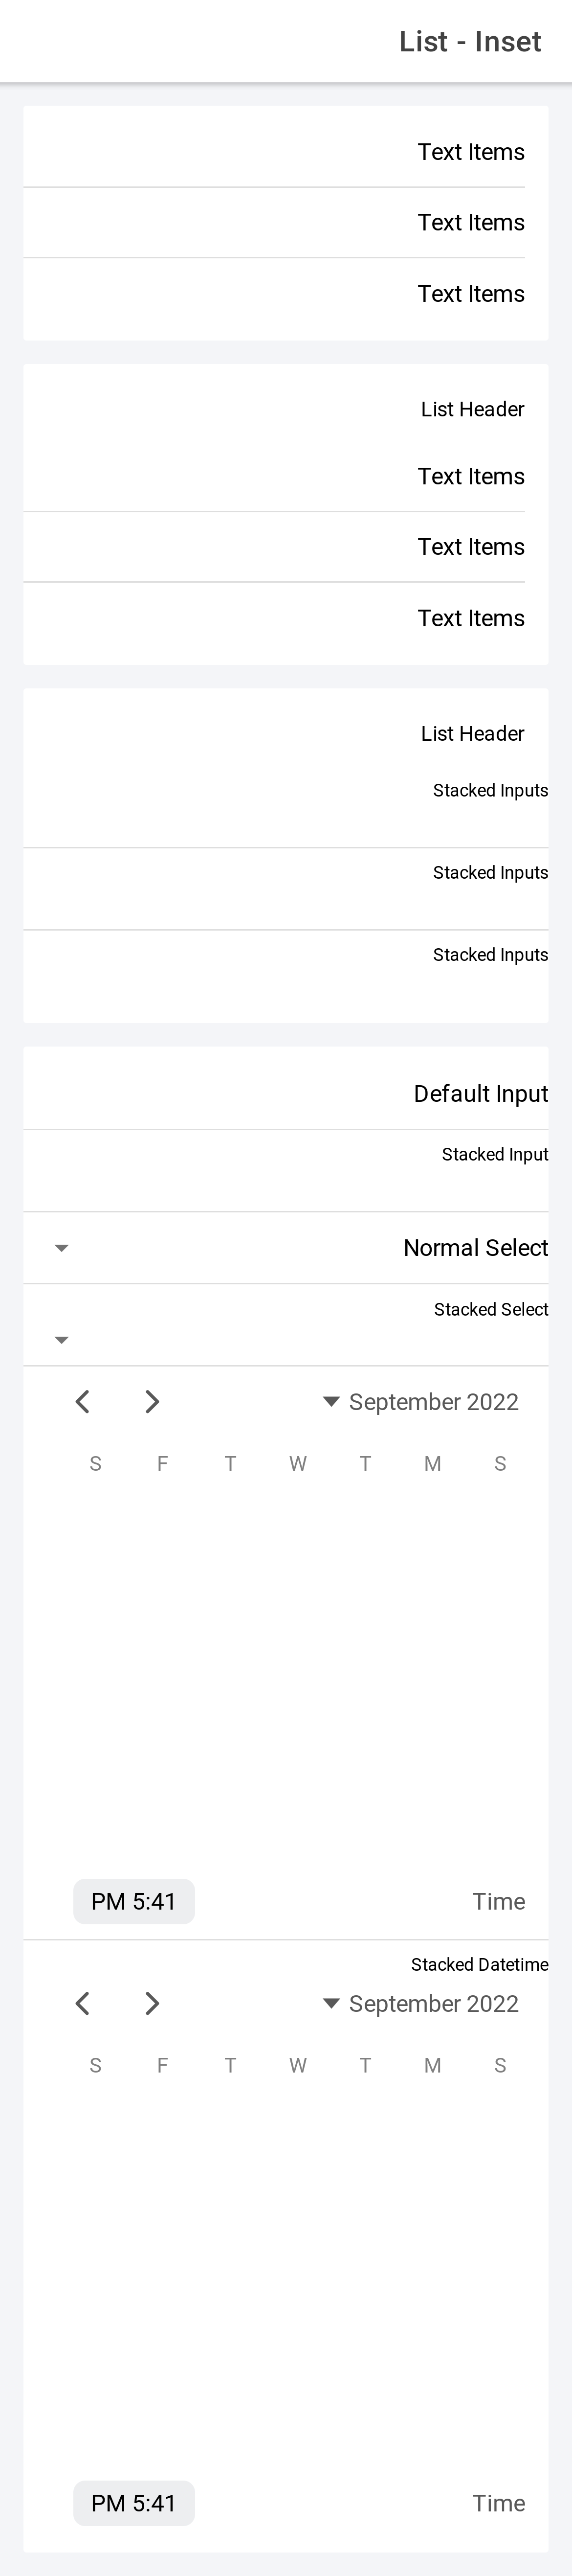 List - Inset
Text Items
Text Items
Text Items
List Header
Text Items
Text Items
Text Items
List Header
Stacked Inputs
Stacked Inputs
Stacked Inputs
Default Input
Stacked Input
Normal Select
Stacked Select
September 2022
S F T W T M S
PM 5:41 Time
Stacked Datetime
September 2022
S F T W T M S
PM 5:41 Time